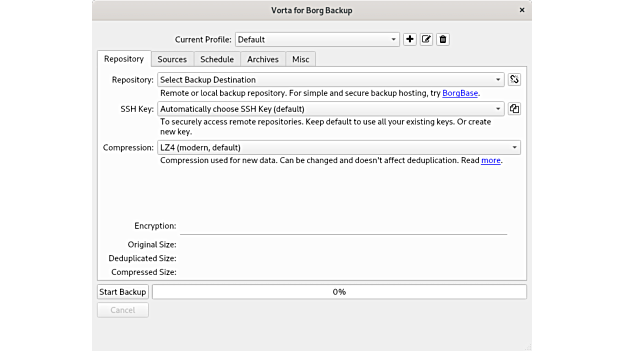 Vorta for Borg Backup
Current Profile: Default
Repository Sources Schedule Archives Misc
Repository: Select Backup Destination
Remote or local backup repository. For simple and secure backup hosting, try BorgBase.
SSH Key: Automatically choose SSH Key (default)
To securely access remote repositories. Keep default to use all your existing keys. Or create
new key.
Compression: LZ4 (modern, default)
Compression used for new data. Can be changed and doesn't affect deduplication. Read more.
Encryption:
Original Size:
Deduplicated Size:
Compressed Size:
Start Backup 0%
Cancel